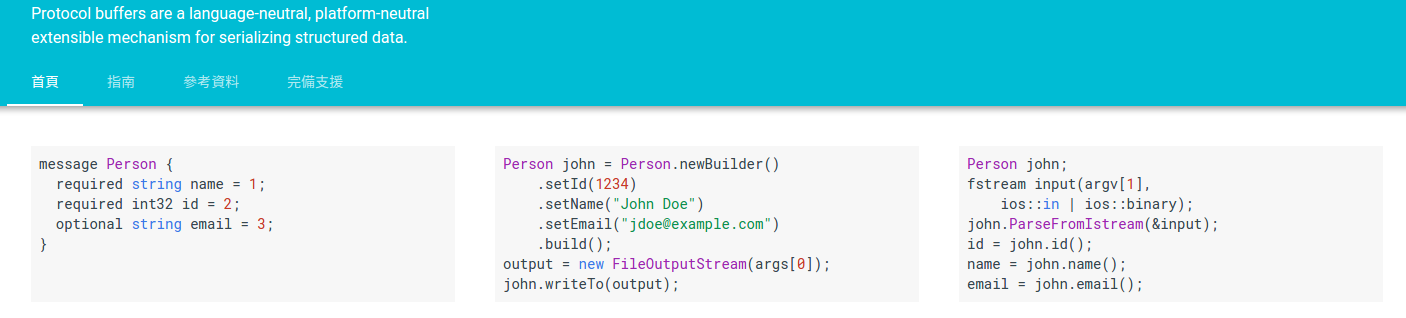 Protocol buffers are a language-neutral, platform-neutral
extensible mechanism for serializing structured data.
首頁 指南 參考資料 完備支援
message Person {
  required string name = 1;
  required int32 id = 2;
  optional string email = 3;
}
Person john = Person.newBuilder()
    .setId(1234)
    .setName("John Doe")
    .setEmail("jdoe@example.com")
    .build();
output = new FileOutputStream(args[0]);
john.writeTo(output);
Person john;
fstream input(argv[1],
    ios::in | ios::binary);
john.ParseFromIstream(&input);
id = john.id();
name = john.name();
email = john.email();